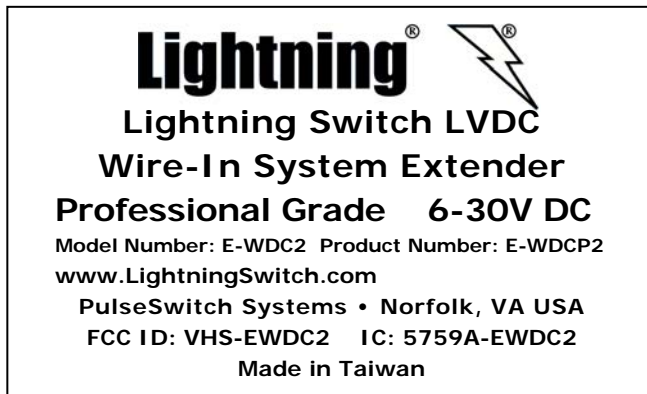 Lightning® ®
Lightning Switch LVDC
Wire-In System Extender
Professional Grade 6-30V DC
Model Number: E-WDC2 Product Number: E-WDCP2
www.LightningSwitch.com
PulseSwitch Systems • Norfolk, VA USA
FCC ID: VHS-EWDC2 IC: 5759A-EWDC2
Made in Taiwan